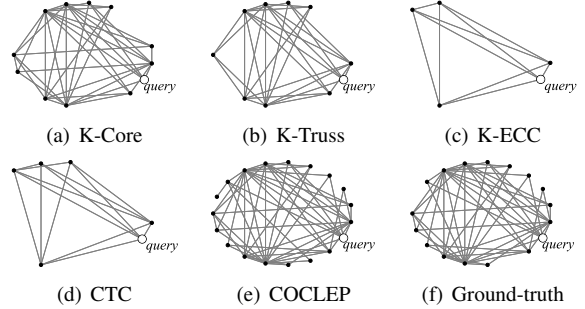 query
query
query
(a) K-Core
(b) K-Truss
(c) K-ECC
query
query
query
(d) CTC
(e) COCLEP
(f) Ground-truth